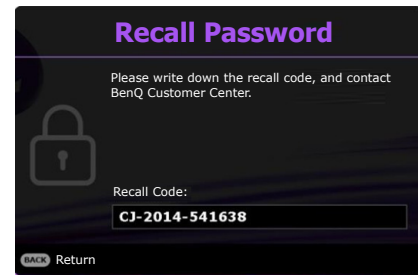 Recall Password
Please write down the recall code, and contact
BenQ Customer Center.
Recall Code:
CJ-2014-541638
BACK Return